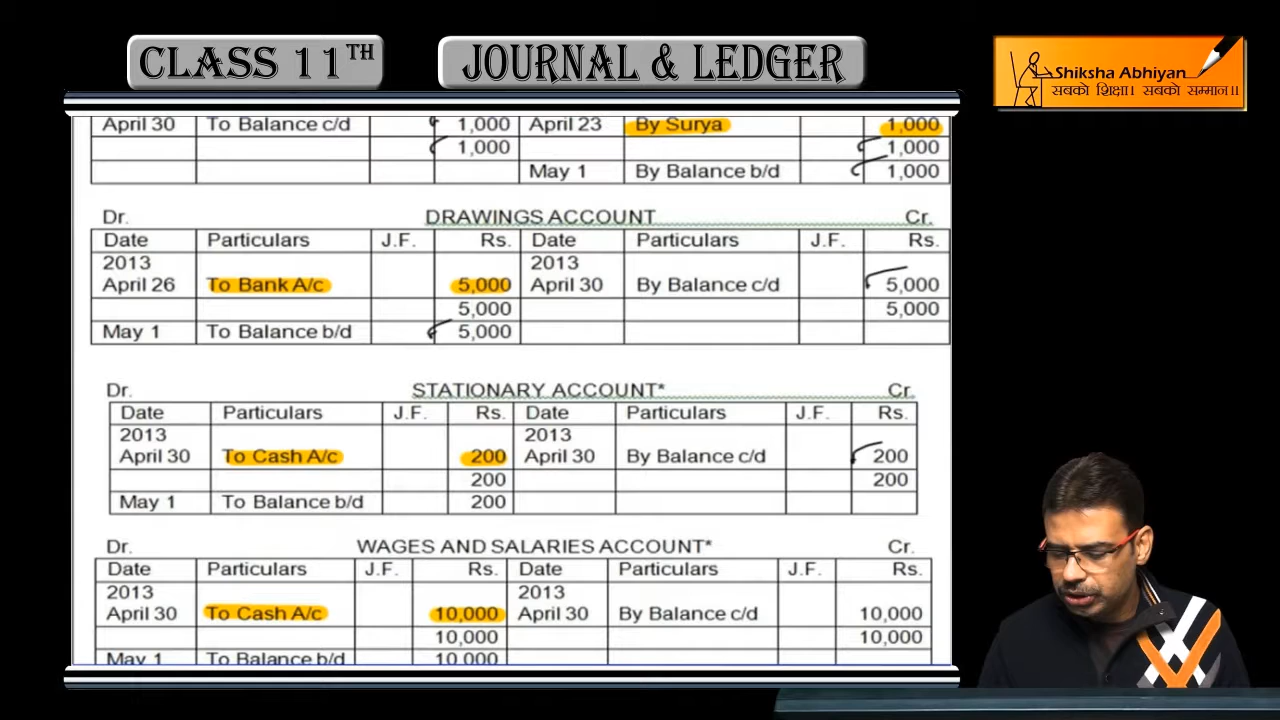 CLASS 11TH
JOURNAL & LEDGER
Shiksha Abhiyan
सबको शिक्षा। सबको सम्मान।।
April 30 To Balance c/d 1,000 April 23 By Surya 1,000
1,000 1,000
May 1 By Balance b/d 1,000
Dr. DRAWINGS ACCOUNT Cr.
Date Particulars J.F. Rs. Date Particulars J.F. Rs.
2013 2013
April 26 To Bank A/c 5,000 April 30 By Balance c/d 5,000
5,000 5,000
May 1 To Balance b/d 5,000
Dr. STATIONARY ACCOUNT* Cr.
Date Particulars J.F. Rs. Date Particulars J.F. Rs.
2013 2013
April 30 To Cash A/c 200 April 30 By Balance c/d 200
200 200
May 1 To Balance b/d 200
Dr. WAGES AND SALARIES ACCOUNT* Cr.
Date Particulars J.F. Rs. Date Particulars J.F. Rs.
2013 2013
April 30 To Cash A/c 10,000 April 30 By Balance c/d 10,000
10,000 10,000
May 1 To Balance b/d 10,000